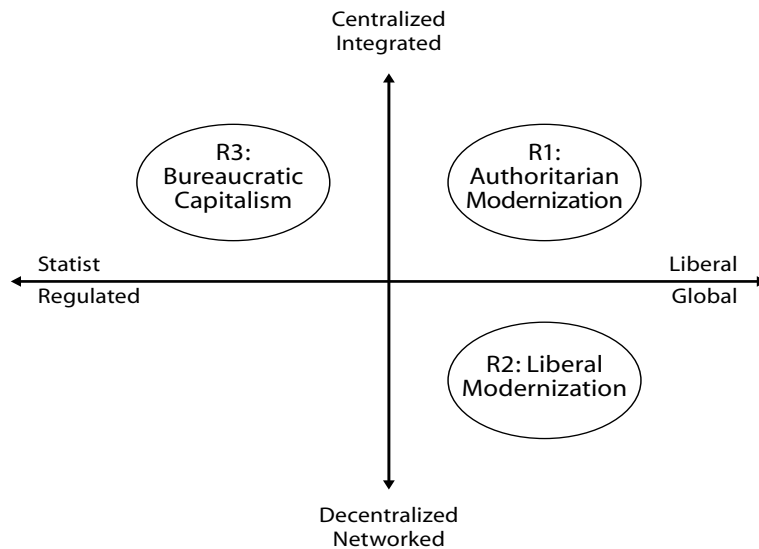 Centralized
Integrated
R3:
Bureaucratic
Capitalism
R1:
Authoritarian
Modernization
Statist
Regulated
Liberal
Global
R2: Liberal
Modernization
Decentralized
Networked